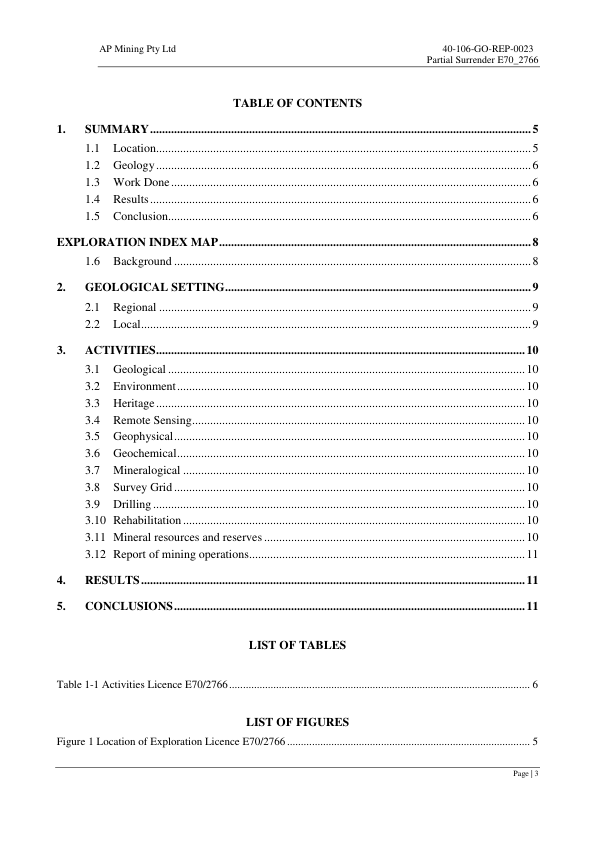 AP Mining Pty Ltd 40-106-GO-REP-0023
Partial Surrender E70_2766
TABLE OF CONTENTS
1. SUMMARY 5
1.1 Location 5
1.2 Geology 6
1.3 Work Done 6
1.4 Results 6
1.5 Conclusion 6
EXPLORATION INDEX MAP 8
1.6 Background 8
2. GEOLOGICAL SETTING 9
2.1 Regional 9
2.2 Local 9
3. ACTIVITIES 10
3.1 Geological 10
3.2 Environment 10
3.3 Heritage 10
3.4 Remote Sensing 10
3.5 Geophysical 10
3.6 Geochemical 10
3.7 Mineralogical 10
3.8 Survey Grid 10
3.9 Drilling 10
3.10 Rehabilitation 10
3.11 Mineral resources and reserves 10
3.12 Report of mining operations 11
4. RESULTS 11
5. CONCLUSIONS 11
LIST OF TABLES
Table 1-1 Activities Licence E70/2766 6
LIST OF FIGURES
Figure 1 Location of Exploration Licence E70/2766 5
Page | 3